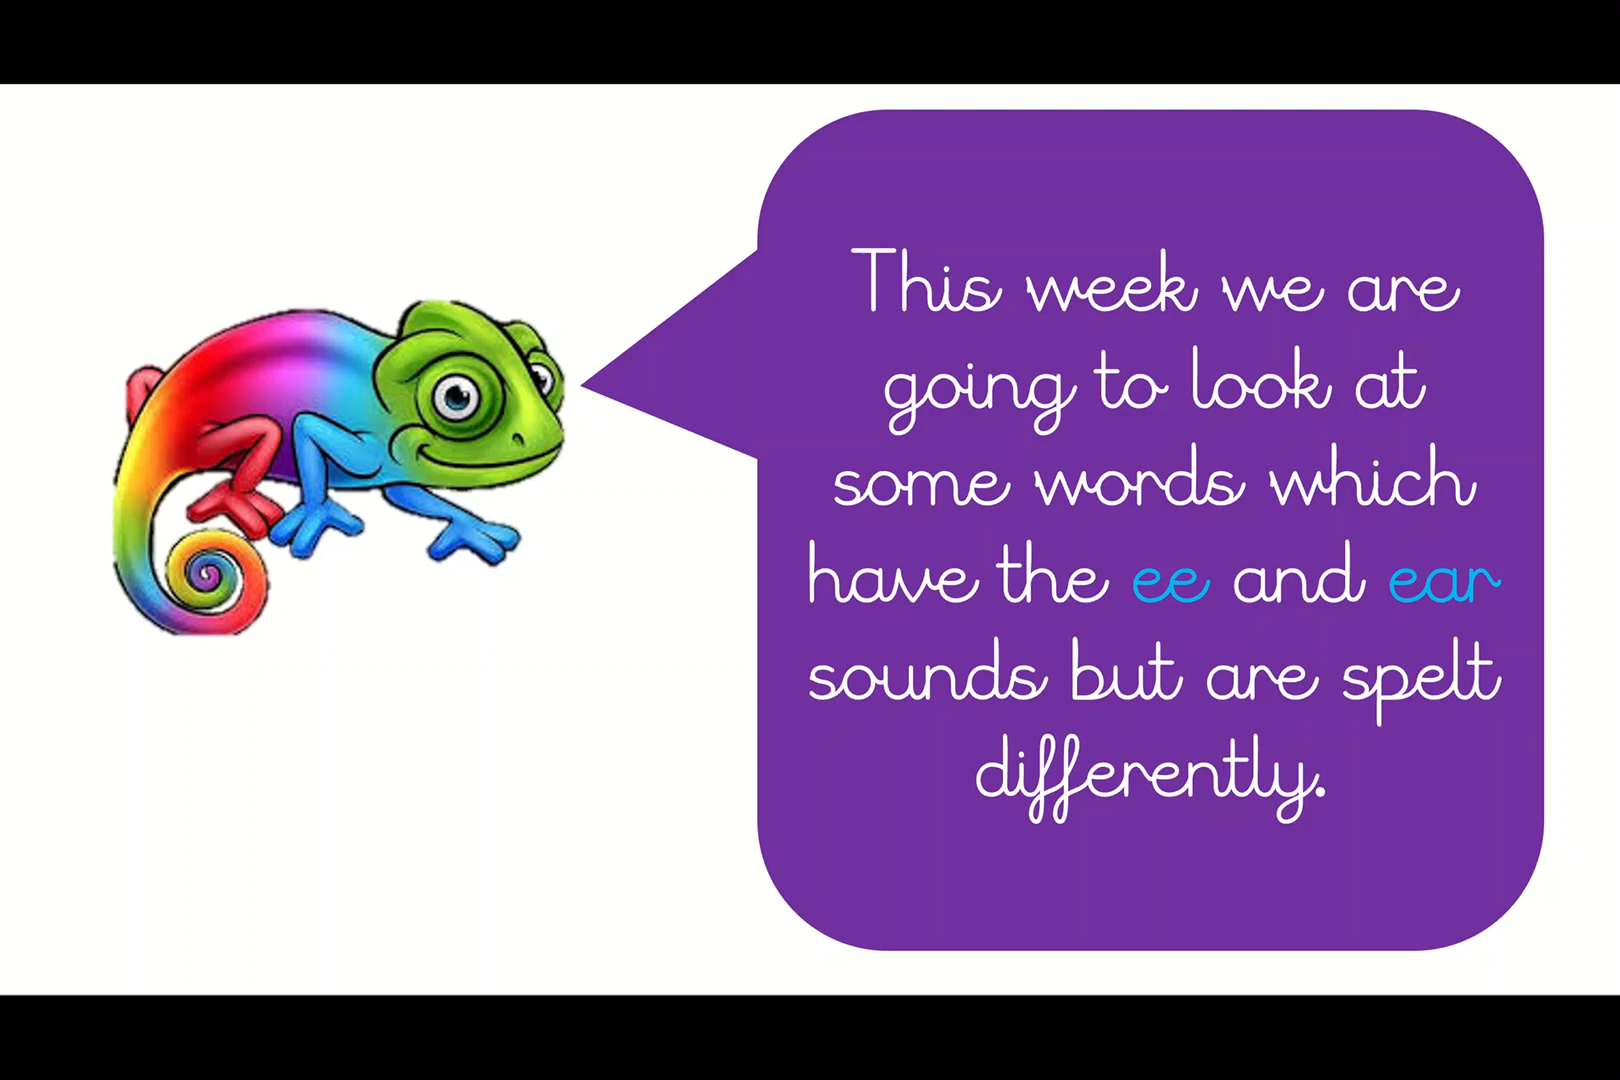 This week we are
going to look at
some words which
have the ee and ear
sounds but are spelt
differently.